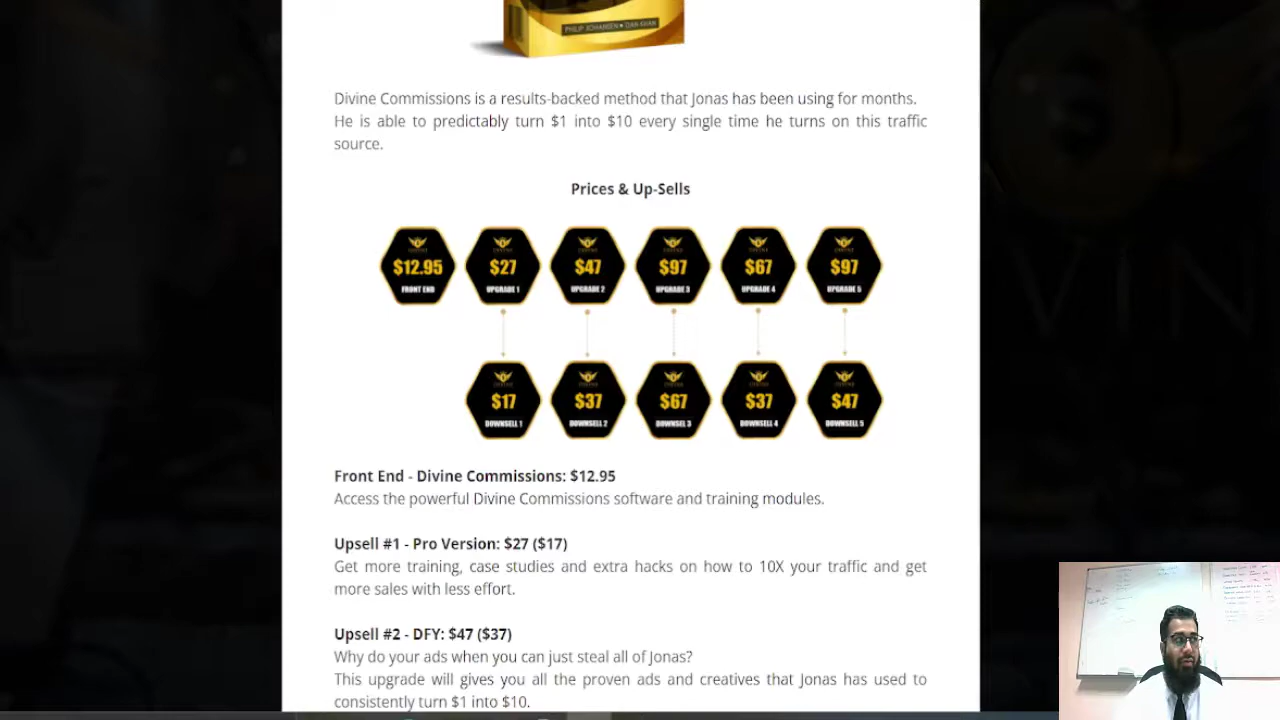 PHILIP JOHANSEN • DAN KHAN
Divine Commissions is a results-backed method that Jonas has been using for months.
He is able to predictably turn $1 into $10 every single time he turns on this traffic
source.
Prices & Up-Sells
$12.95 $27 $47 $97 $67 $97
FRONT END UPGRADE 1 UPGRADE 2 UPGRADE 3 UPGRADE 4 UPGRADE 5
$17 $37 $67 $37 $47
DOWNSELL 1 DOWNSELL 2 DOWNSEL 3 DOWNSELL 4 DOWNSELL 5
Front End - Divine Commissions: $12.95
Access the powerful Divine Commissions software and training modules.
Upsell #1 - Pro Version: $27 ($17)
Get more training, case studies and extra hacks on how to 10X your traffic and get
more sales with less effort.
Upsell #2 - DFY: $47 ($37)
Why do your ads when you can just steal all of Jonas?
This upgrade will gives you all the proven ads and creatives that Jonas has used to
consistently turn $1 into $10.